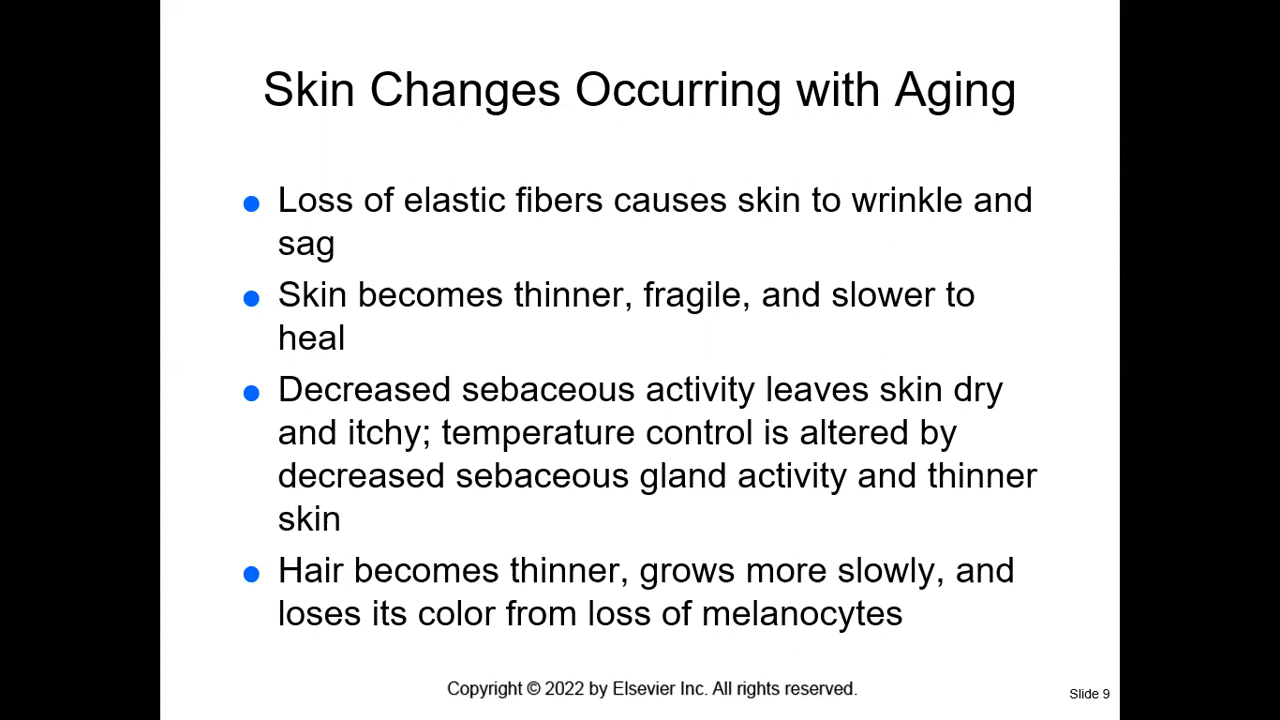 Skin Changes Occurring with Aging
Loss of elastic fibers causes skin to wrinkle and
sag
Skin becomes thinner, fragile, and slower to
heal
Decreased sebaceous activity leaves skin dry
and itchy; temperature control is altered by
decreased sebaceous gland activity and thinner
skin
Hair becomes thinner, grows more slowly, and
loses its color from loss of melanocytes
Copyright © 2022 by Elsevier Inc. All rights reserved.
Slide 9